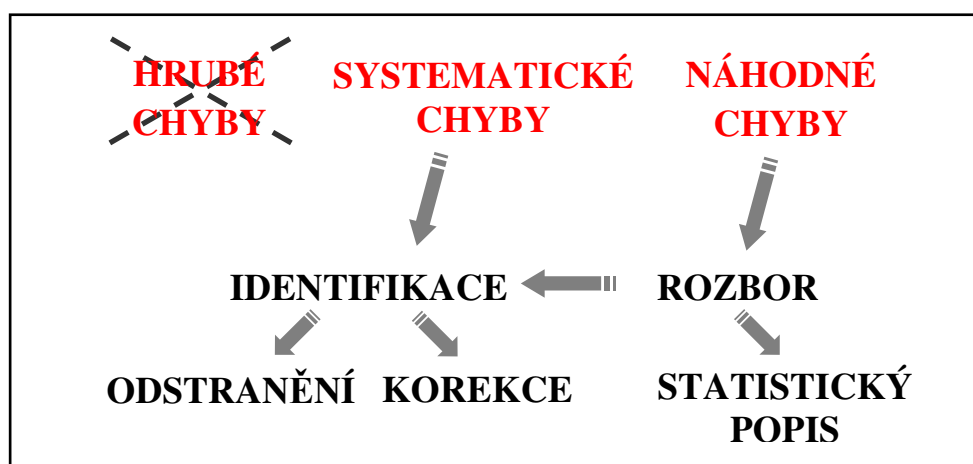 HRUBÉ
CHYBY
SYSTEMATICKÉ
CHYBY
NÁHODNÉ
CHYBY
IDENTIFIKACE
ROZBOR
ODSTRANĚNÍ
KOREKCE
STATISTICKÝ
POPIS